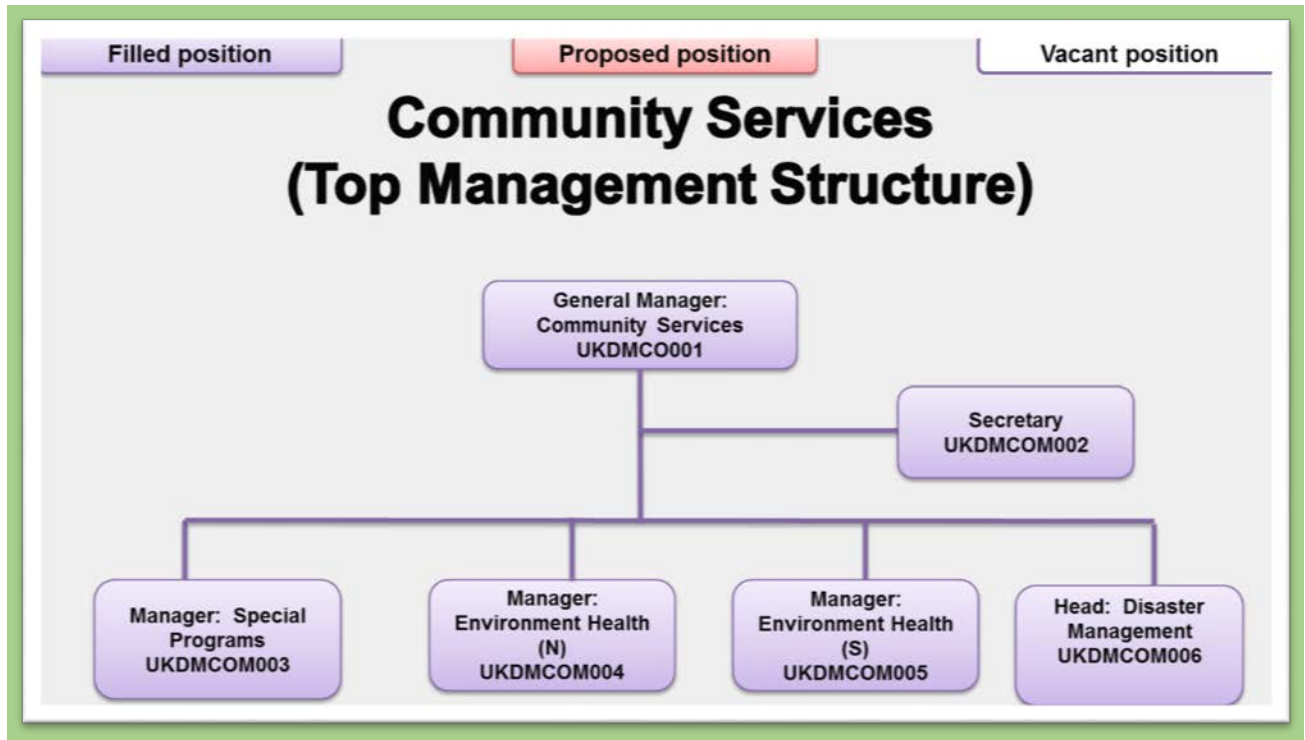 Filled position
Proposed position
Vacant position
Community Services
(Top Management Structure)
General Manager:
Community Services
UKDMCO001
Secretary
UKDMCOM002
Manager: Special
Programs
UKDMCOM003
Manager:
Environment Health
(N)
UKDMCOM004
Manager:
Environment Health
(S)
UKDMCOM005
Head: Disaster
Management
UKDMCOM006